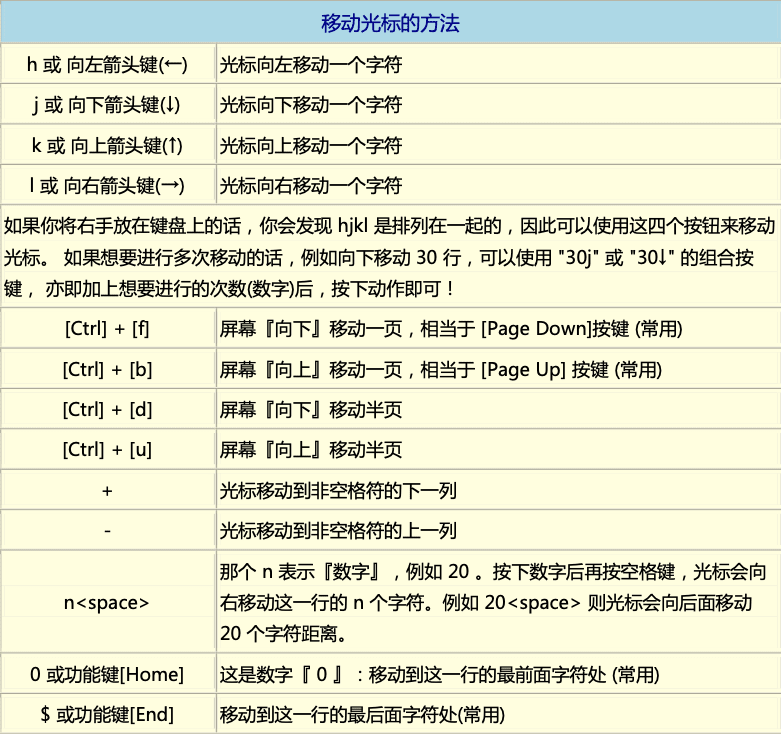 移动光标的方法
h 或 向左箭头键(←) 光标向左移动一个字符
j 或 向下箭头键(↓) 光标向下移动一个字符
k 或 向上箭头键(↑) 光标向上移动一个字符
l 或 向右箭头键(→) 光标向右移动一个字符
如果你将右手放在键盘上的话，你会发现 hjkl 是排列在一起的，因此可以使用这四个按钮来移动
光标。 如果想要进行多次移动的话，例如向下移动 30 行，可以使用 "30j" 或 "30↓" 的组合按
键， 亦即加上想要进行的次数(数字)后，按下动作即可！
[Ctrl] + [f] 屏幕『向下』移动一页，相当于 [Page Down]按键 (常用)
[Ctrl] + [b] 屏幕『向上』移动一页，相当于 [Page Up] 按键 (常用)
[Ctrl] + [d] 屏幕『向下』移动半页
[Ctrl] + [u] 屏幕『向上』移动半页
+ 光标移动到非空格符的下一列
- 光标移动到非空格符的上一列
那个 n 表示『数字』，例如 20 。按下数字后再按空格键，光标会向
n<space> 右移动这一行的 n 个字符。例如 20<space> 则光标会向后面移动
20 个字符距离。
0 或功能键[Home] 这是数字『 0 』：移动到这一行的最前面字符处 (常用)
$ 或功能键[End] 移动到这一行的最后面字符处(常用)